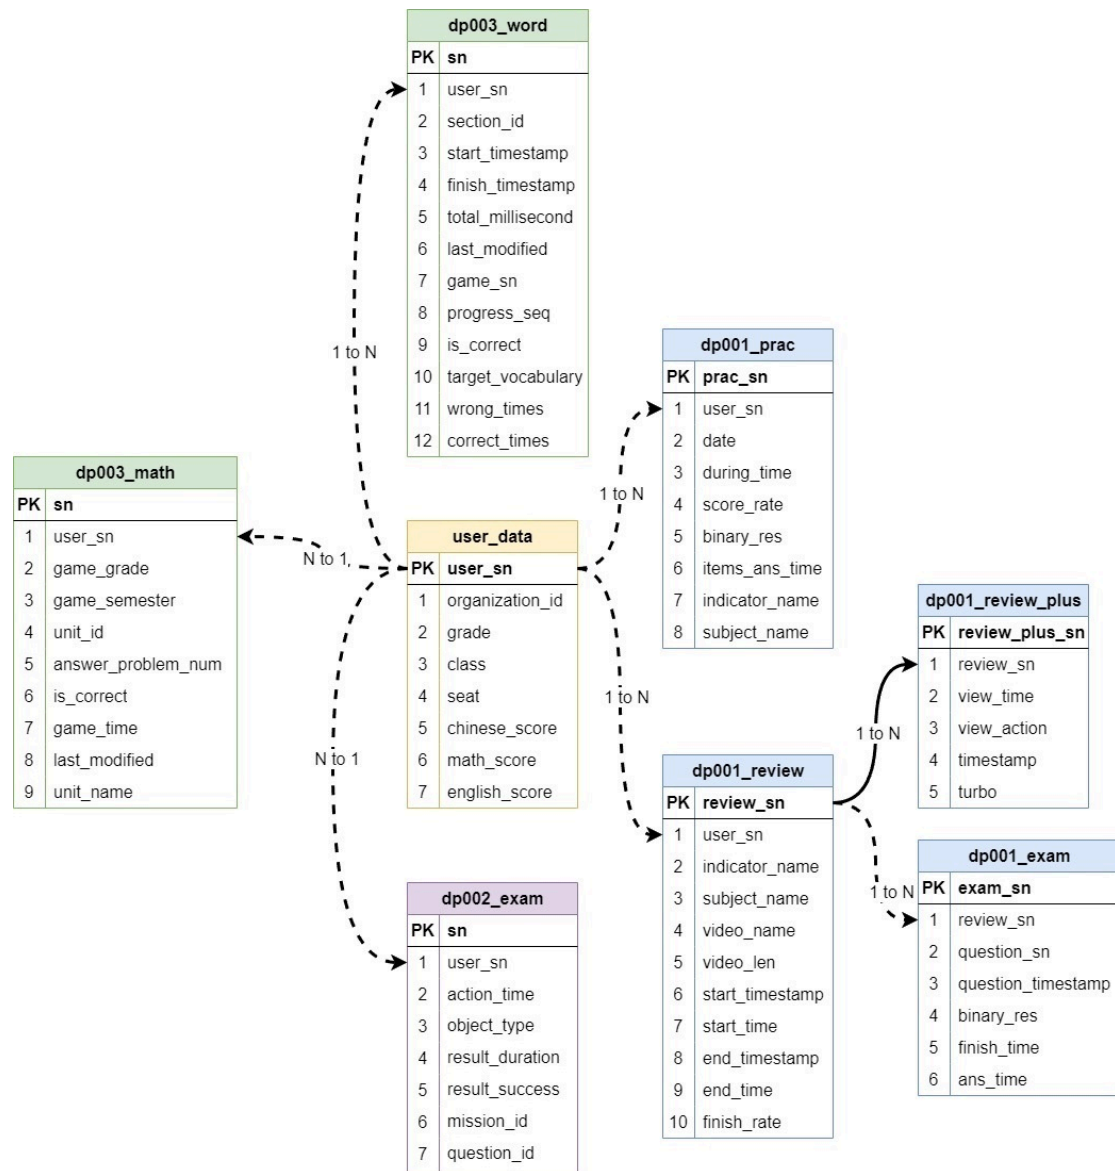 dp003_word
PK sn
1 user_sn
2 section_id
3 start_timestamp
4 finish_timestamp
5 total_millisecond
6 last_modified
7 game_sn
8 progress_seq
9 is_correct
10 target_vocabulary
11 wrong_times
12 correct_times
1 to N
dp003_math
PK sn
1 user_sn
2 game_grade
3 game_semester
4 unit_id
5 answer_problem_num
6 is_correct
7 game_time
8 last_modified
9 unit_name
N to 1,
user_data
PK user_sn
1 organization_id
2 grade
3 class
4 seat
5 chinese_score
6 math_score
7 english_score
N to 1
dp002_exam
PK sn
1 user_sn
2 action_time
3 object_type
4 result_duration
5 result_success
6 mission_id
7 question_id
1 to N
dp001_prac
PK prac_sn
1 user_sn
2 date
3 during_time
4 score_rate
5 binary_res
6 items_ans_time
7 indicator_name
8 subject_name
1 to N
dp001_review
PK review_sn
1 user_sn
2 indicator_name
3 subject_name
4 video_name
5 video_len
6 start_timestamp
7 start_time
8 end_timestamp
9 end_time
10 finish_rate
1 to N
dp001_review_plus
PK review_plus_sn
1 review_sn
2 view_time
3 view_action
4 timestamp
5 turbo
1 to N
dp001_exam
PK exam_sn
1 review_sn
2 question_sn
3 question_timestamp
4 binary_res
5 finish_time
6 ans_time